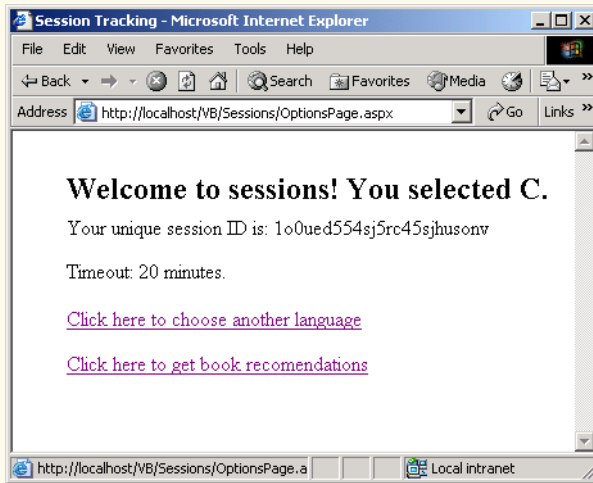 Session Tracking - Microsoft Internet Explorer
File Edit View Favorites Tools Help
Back Search Favorites Media »
Address http://localhost/VB/Sessions/OptionsPage.aspx Go Links »
Welcome to sessions! You selected C.
Your unique session ID is: 1o0ued554sj5rc45sjhusonv
Timeout: 20 minutes.
Click here to choose another language
Click here to get book recomendations
http://localhost/VB/Sessions/OptionsPage.a Local intranet